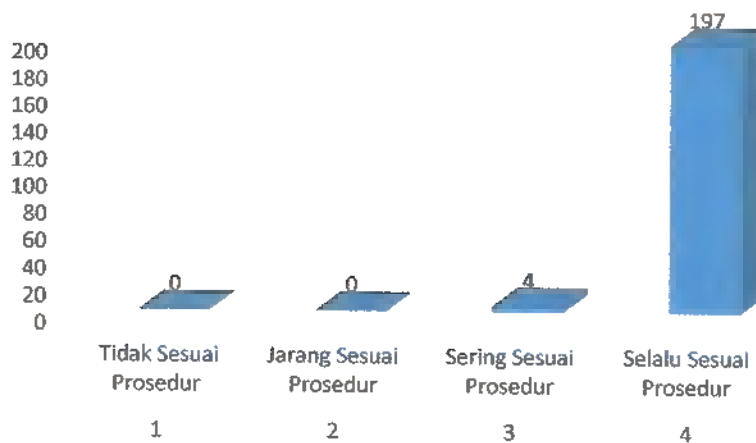 197
200
180
160
140
120
100
80
60
40
20
0
0
0
4
Tidak Sesuai
Prosedur
Jarang Sesuai
Prosedur
Sering Sesuai
Prosedur
Selalu Sesuai
Prosedur
1
2
3
4